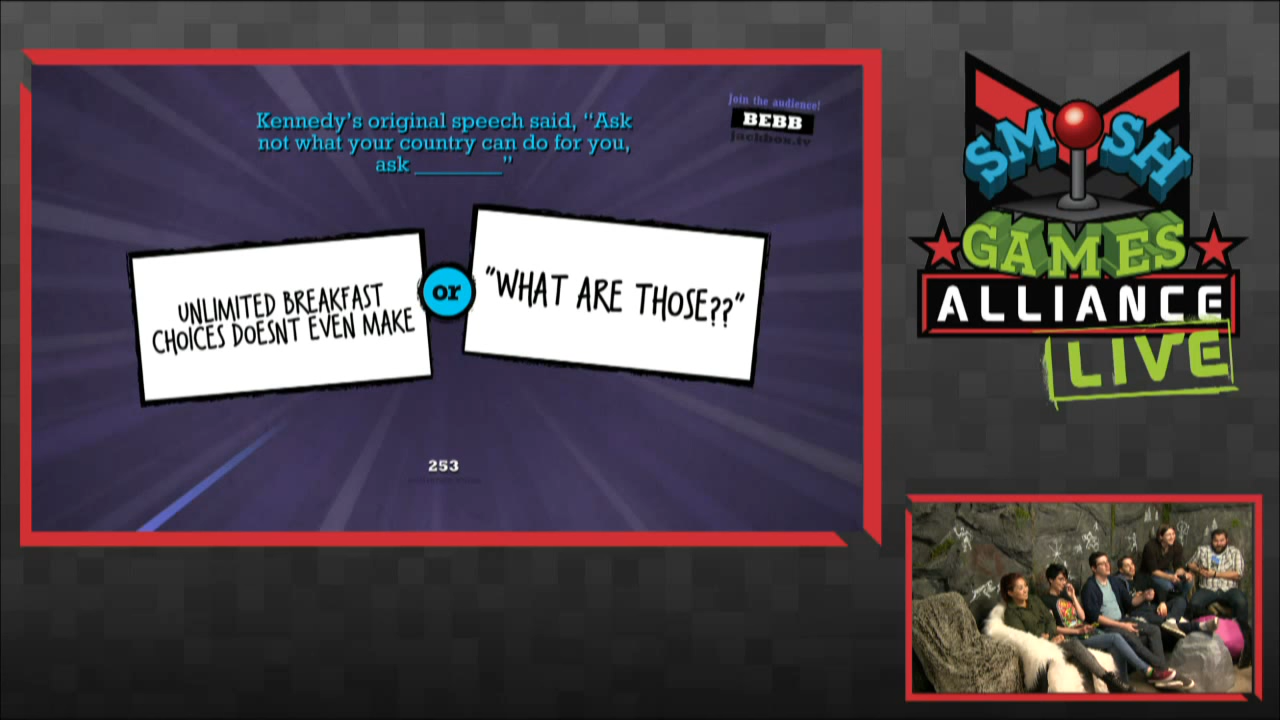 Kennedy's original speech said, "Ask
not what your country can do for you,
ask ________"
Join the audience!
BEBB
jackbox.tv
UNLIMITED BREAKFAST
CHOICES DOESNT EVEN MAKE
or
"WHAT ARE THOSE??"
253
SMOSH
GAMES
ALLIANCE
LIVE